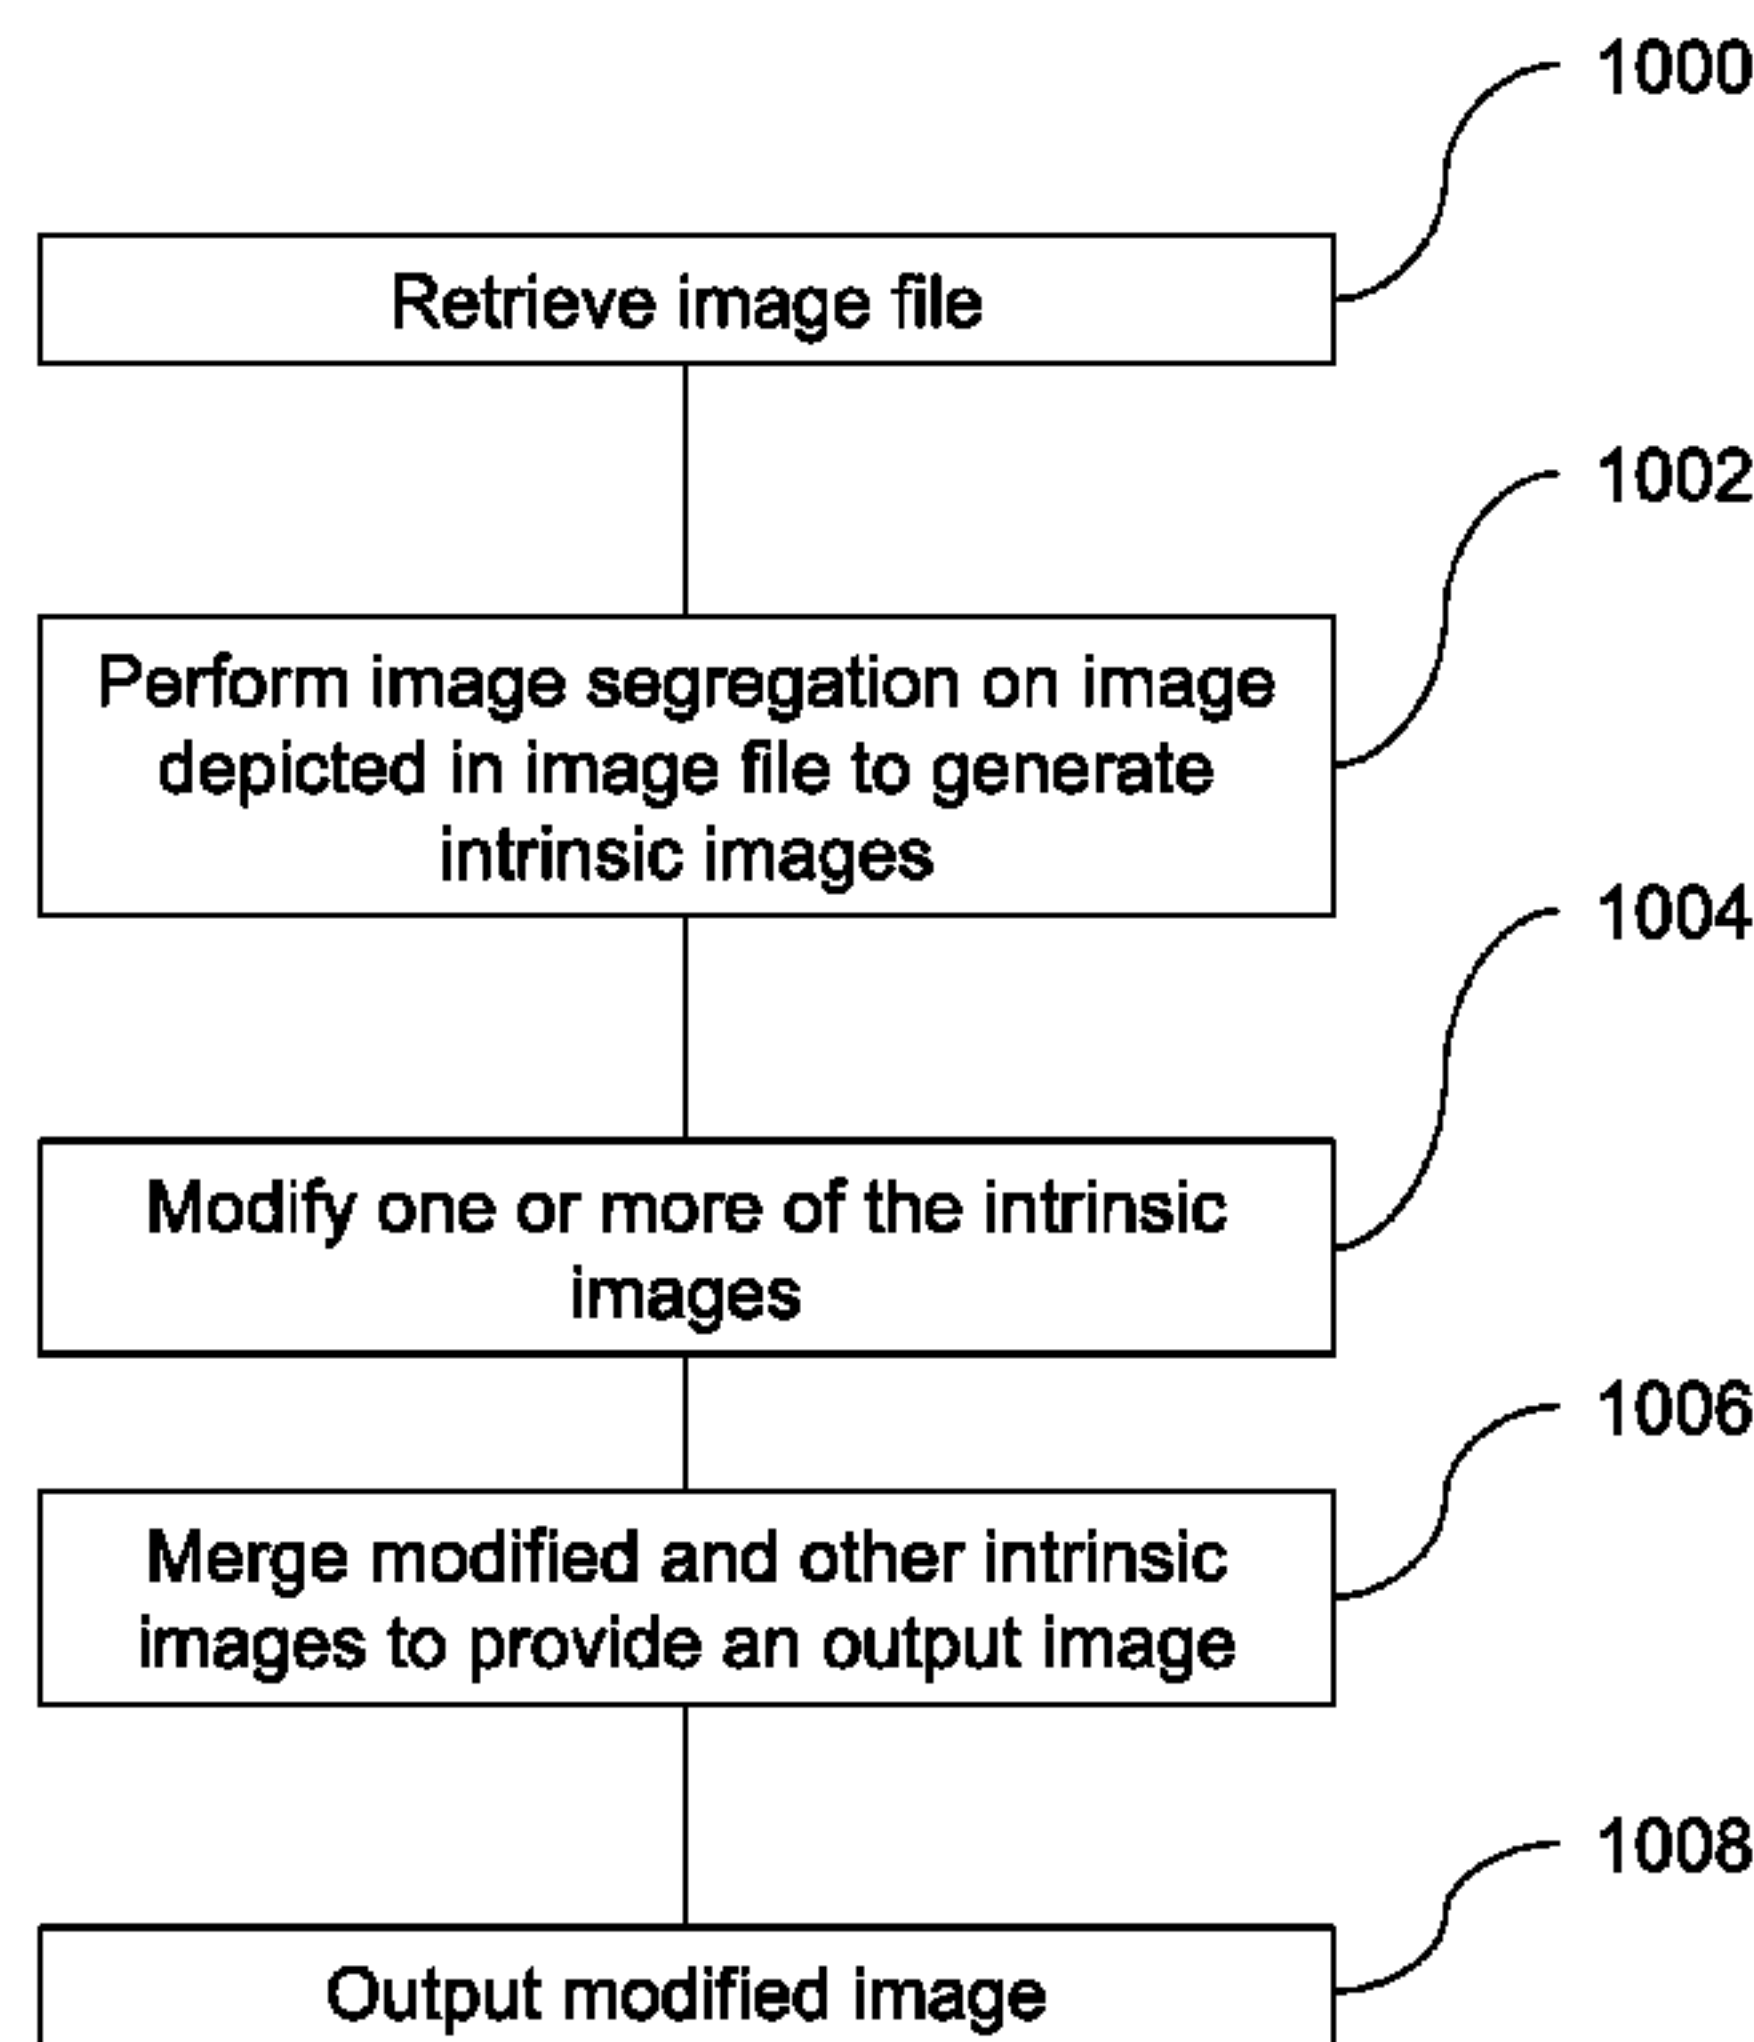 1000
Retrieve image file
1002
Perform image segregation on image
depicted in image file to generate
intrinsic images
1004
Modify one or more of the intrinsic
images
1006
Merge modified and other intrinsic
images to provide an output image
1008
Output modified image